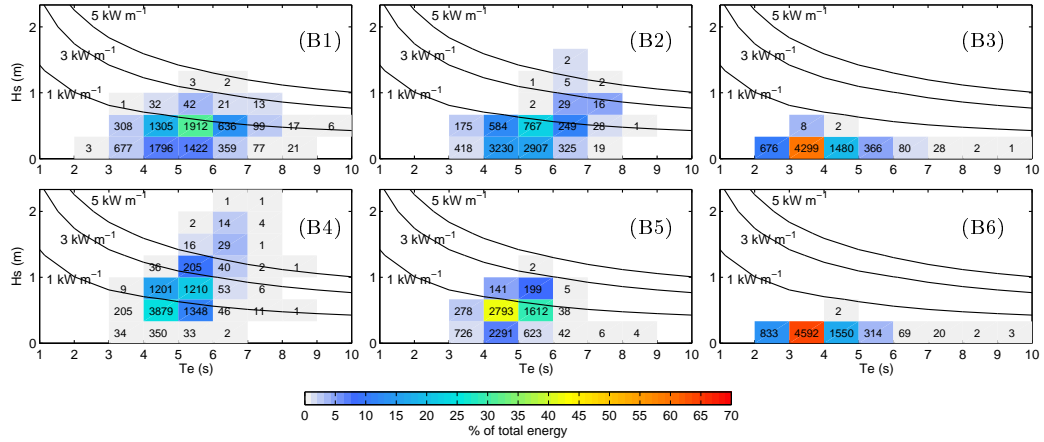 5 kW m⁻¹
(B1)
2
Hs (m)
3 kW m⁻¹
3 2
1
1 kW m⁻¹
1 32 42 21 13
308 1305 1912 636 99 17 6
3 677 1796 1422 359 77 21
0
1 2 3 4 5 6 7 8 9 10
5 kW m⁻¹
(B2)
2
3 kW m⁻¹
1 5 2
1 kW m⁻¹
2 29 16
175 584 767 249 28 1
418 3230 2907 325 19
1 2 3 4 5 6 7 8 9 10
5 kW m⁻¹
(B3)
3 kW m⁻¹
1 kW m⁻¹
8 2
676 4299 1480 366 80 28 2 1
1 2 3 4 5 6 7 8 9 10
5 kW m⁻¹
1 1
(B4)
2
2 14 4
Hs (m)
3 kW m⁻¹
16 29 1
36 205 40 2 1
1
1 kW m⁻¹
9 1201 1210 53 6
205 3879 1348 46 11 1
34 350 33 2
0
1 2 3 4 5 6 7 8 9 10
Te (s)
5 kW m⁻¹
(B5)
3 kW m⁻¹
2
1 kW m⁻¹
141 199 5
278 2793 1612 38
726 2291 623 42 6 4
1 2 3 4 5 6 7 8 9 10
Te (s)
5 kW m⁻¹
(B6)
3 kW m⁻¹
1 kW m⁻¹
2
833 4592 1550 314 69 20 2 3
1 2 3 4 5 6 7 8 9 10
Te (s)
0 5 10 15 20 25 30 35 40 45 50 55 60 65 70
% of total energy